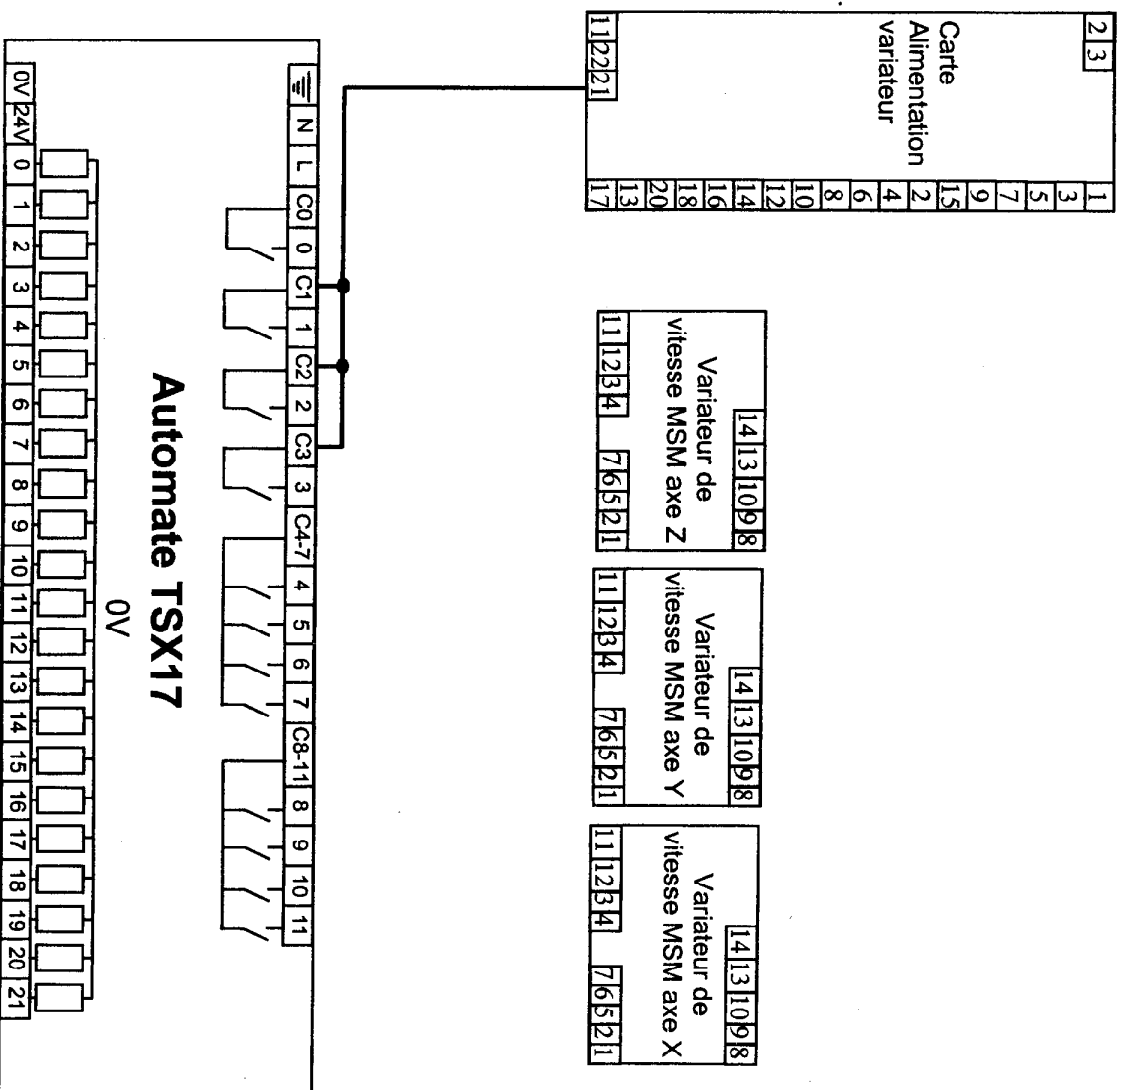 2 3
Carte
Alimentation
variateur
11 22 21
1 3 5 7 9 15 2 4 6 8 10 12 14 16 18 20 13 17
14 13 10 9 8
Variateur de
vitesse MSM axe Z
11 12 3 4 7 6 5 2 1
14 13 10 9 8
Variateur de
vitesse MSM axe Y
11 12 3 4 7 6 5 2 1
14 13 10 9 8
Variateur de
vitesse MSM axe X
11 12 3 4 7 6 5 2 1
N L C0 0 C1 1 C2 2 C3 3 C4-7 4 5 6 7 C8-11 8 9 10 11
Automate TSX17
0V
0V 24V 0 1 2 3 4 5 6 7 8 9 10 11 12 13 14 15 16 17 18 19 20 21